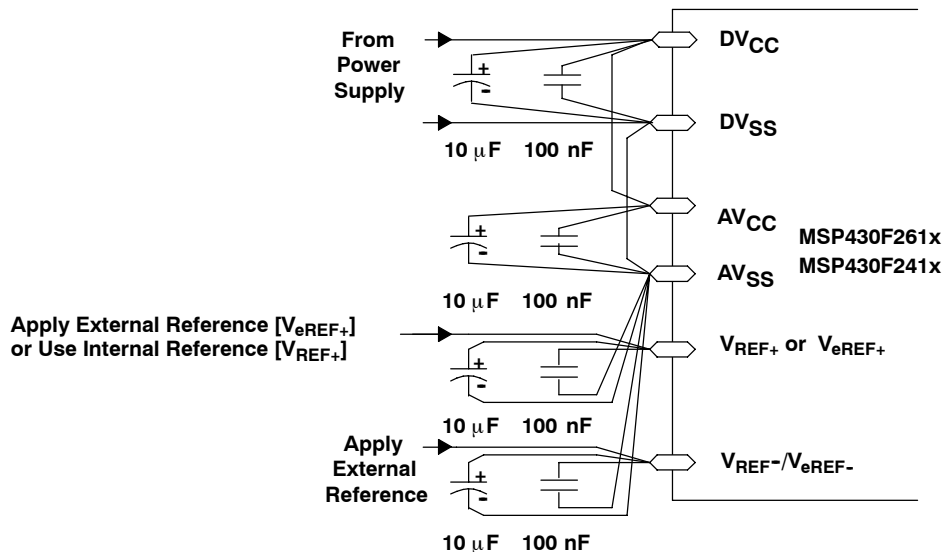 From
Power
Supply
DVCC
+
-
DVSS
10 μF 100 nF
AVCC
+
-
MSP430F261x
MSP430F241x
AVSS
10 μF 100 nF
Apply External Reference [VeREF+]
or Use Internal Reference [VREF+]
VREF+ or VeREF+
+
-
10 μF 100 nF
Apply
External
Reference
VREF-/VeREF-
+
-
10 μF 100 nF